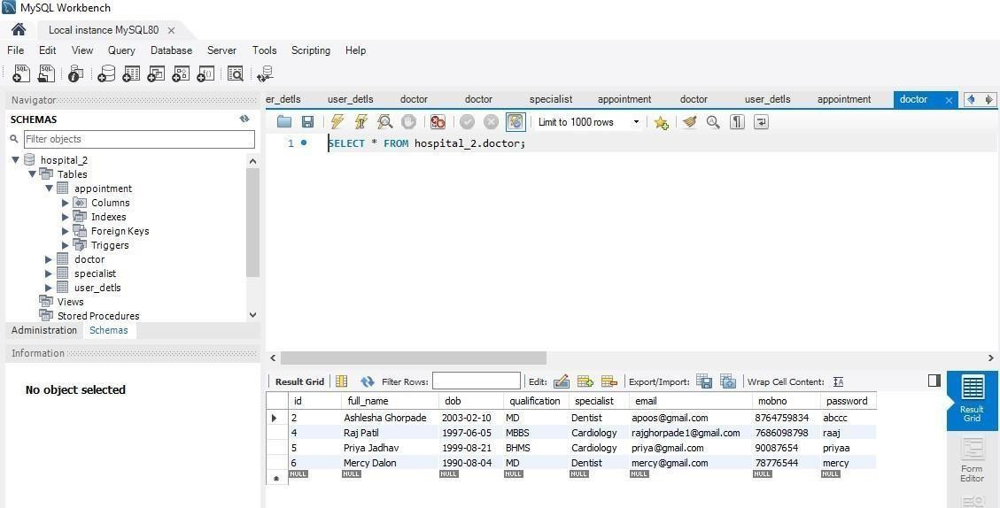 MySQL Workbench
Local instance MySQL80
File Edit View Query Database Server Tools Scripting Help
Navigator
SCHEMAS
Filter objects
hospital_2
Tables
appointment
Columns
Indexes
Foreign Keys
Triggers
doctor
specialist
user_detls
Views
Stored Procedures
Administration Schemas
Information
No object selected
er_detls user_detls doctor doctor specialist appointment doctor user_detls appointment doctor
Limit to 1000 rows
1 SELECT * FROM hospital_2.doctor;
Result Grid Filter Rows: Edit: Export/Import: Wrap Cell Content:
id full_name dob qualification specialist email mobno password
2 Ashlesha Ghorpade 2003-02-10 MD Dentist apoos@gmail.com 8764759834 abccc
4 Raj Patil 1997-06-05 MBBS Cardiology rajghorpade1@gmail.com 7686098798 raaj
5 Priya Jadhav 1999-08-21 BHMS Cardiology priya@gmail.com 90087654 priyaa
6 Mercy Dalon 1990-08-04 MD Dentist mercy@gmail.com 78776544 mercy
NULL NULL NULL NULL NULL NULL NULL NULL
Result
Grid
Form
Editor